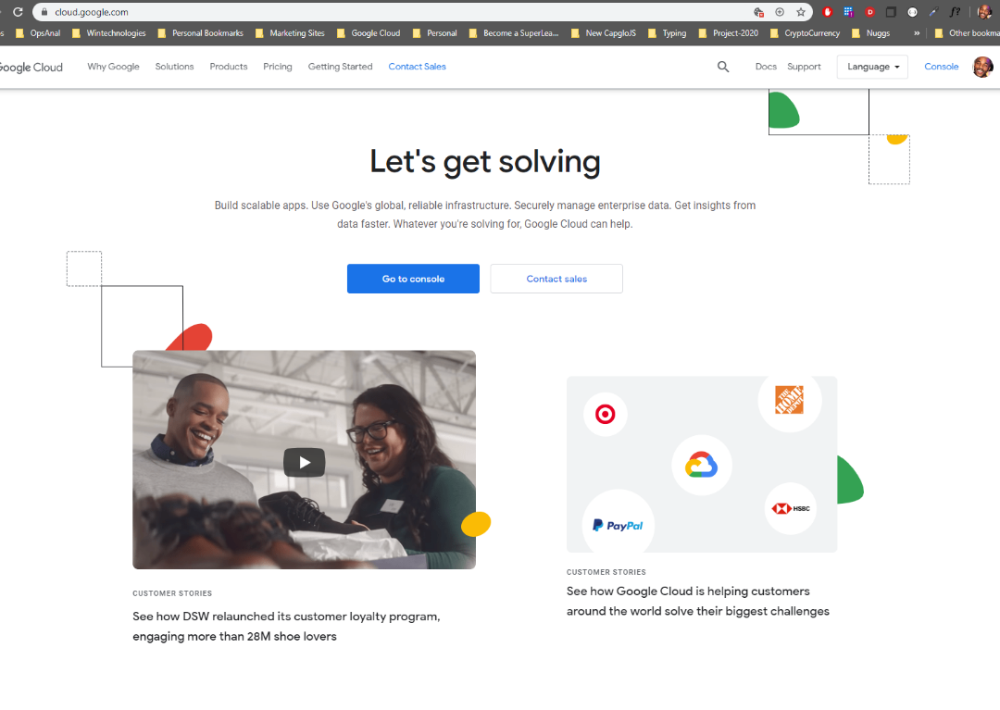 cloud.google.com
OpsAnal Wintechnologies Personal Bookmarks Marketing Sites Google Cloud Personal Become a SuperLea... New CapgloJS Typing Project-2020 CryptoCurrency Nuggs » Other bookma
Google Cloud Why Google Solutions Products Pricing Getting Started Contact Sales Docs Support Language Console
Let's get solving
Build scalable apps. Use Google's global, reliable infrastructure. Securely manage enterprise data. Get insights from
data faster. Whatever you're solving for, Google Cloud can help.
Go to console Contact sales
THE HOME DEPOT
HSBC
PayPal
CUSTOMER STORIES
See how DSW relaunched its customer loyalty program,
engaging more than 28M shoe lovers
CUSTOMER STORIES
See how Google Cloud is helping customers
around the world solve their biggest challenges